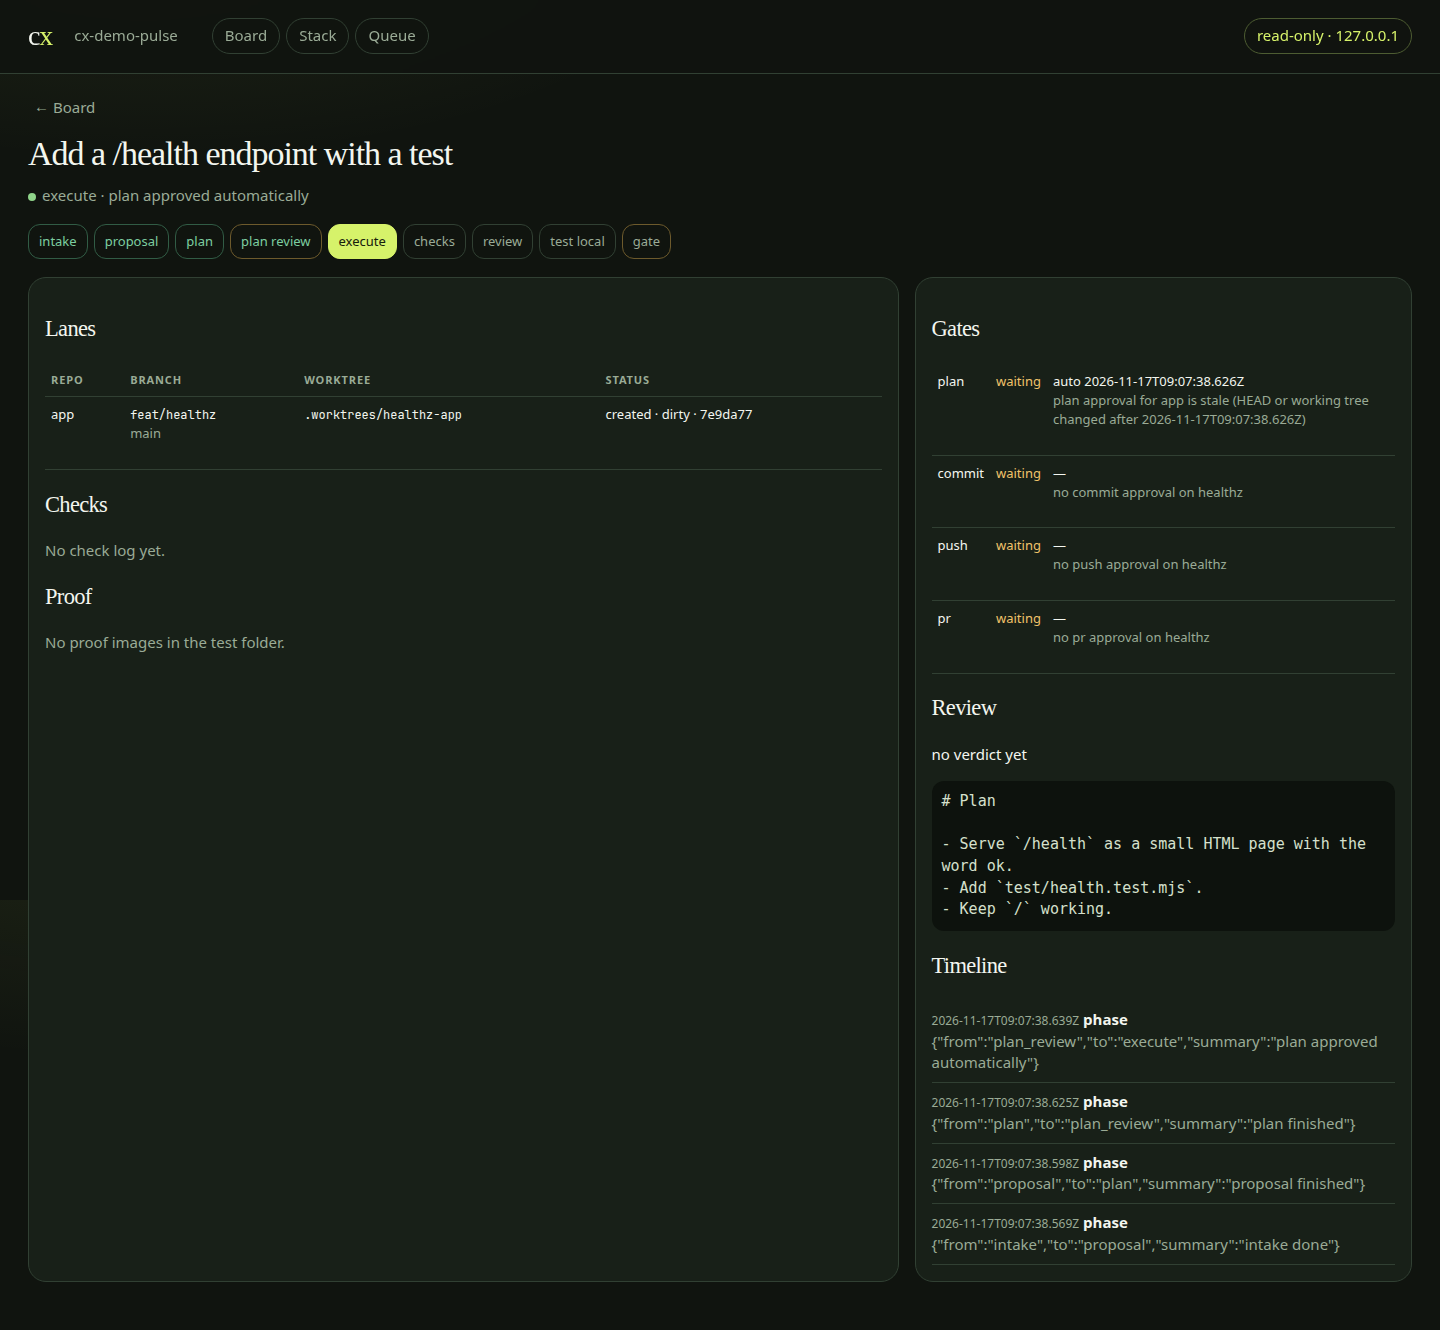 cx cx-demo-pulse Board Stack Queue read-only · 127.0.0.1
← Board
Add a /health endpoint with a test
execute · plan approved automatically
intake proposal plan plan review execute checks review test local gate
Lanes
REPO BRANCH WORKTREE STATUS
app feat/healthz .worktrees/healthz-app created · dirty · 7e9da77
main
Checks
No check log yet.
Proof
No proof images in the test folder.
Gates
plan waiting auto 2026-11-17T09:07:38.626Z
plan approval for app is stale (HEAD or working tree
changed after 2026-11-17T09:07:38.626Z)
commit waiting —
no commit approval on healthz
push waiting —
no push approval on healthz
pr waiting —
no pr approval on healthz
Review
no verdict yet
# Plan
- Serve `/health` as a small HTML page with the
word ok.
- Add `test/health.test.mjs`.
- Keep `/` working.
Timeline
2026-11-17T09:07:38.639Z phase
{"from":"plan_review","to":"execute","summary":"plan approved
automatically"}
2026-11-17T09:07:38.625Z phase
{"from":"plan","to":"plan_review","summary":"plan finished"}
2026-11-17T09:07:38.598Z phase
{"from":"proposal","to":"plan","summary":"proposal finished"}
2026-11-17T09:07:38.569Z phase
{"from":"intake","to":"proposal","summary":"intake done"}